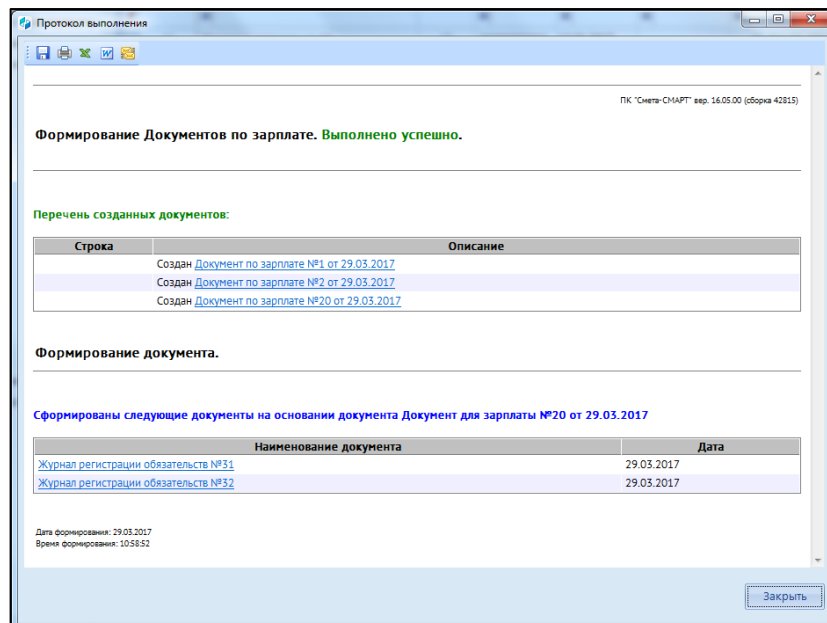 Протокол выполнения
ПК "Смета-СМАРТ" вер. 16.05.00 (сборка 42815)
Формирование Документов по зарплате. Выполнено успешно.
Перечень созданных документов:
Строка Описание
Создан Документ по зарплате №1 от 29.03.2017
Создан Документ по зарплате №2 от 29.03.2017
Создан Документ по зарплате №20 от 29.03.2017
Формирование документа.
Сформированы следующие документы на основании документа Документ для зарплаты №20 от 29.03.2017
Наименование документа Дата
Журнал регистрации обязательств №31 29.03.2017
Журнал регистрации обязательств №32 29.03.2017
Дата формирования: 29.03.2017
Время формирования: 10:58:52
Закрыть